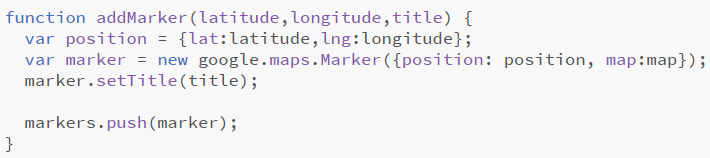 function addMarker(latitude,longitude,title) {
  var position = {lat:latitude,lng:longitude};
  var marker = new google.maps.Marker({position: position, map:map});
  marker.setTitle(title);

  markers.push(marker);
}